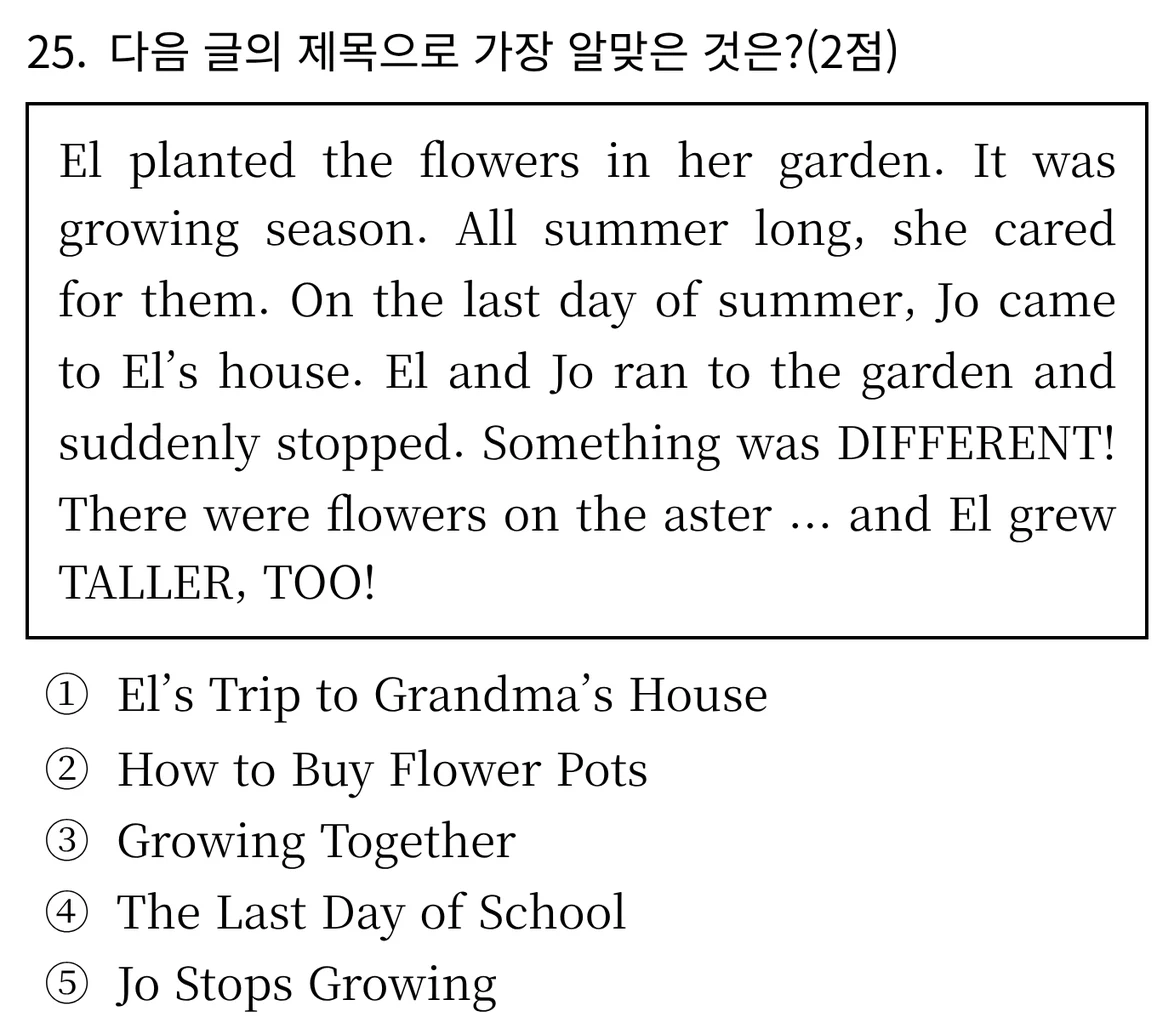 25. 다음 글의 제목으로 가장 알맞은 것은?(2점)
El planted the flowers in her garden. It was
growing season. All summer long, she cared
for them. On the last day of summer, Jo came
to El’s house. El and Jo ran to the garden and
suddenly stopped. Something was DIFFERENT!
There were flowers on the aster … and El grew
TALLER, TOO!
① El’s Trip to Grandma’s House
② How to Buy Flower Pots
③ Growing Together
④ The Last Day of School
⑤ Jo Stops Growing